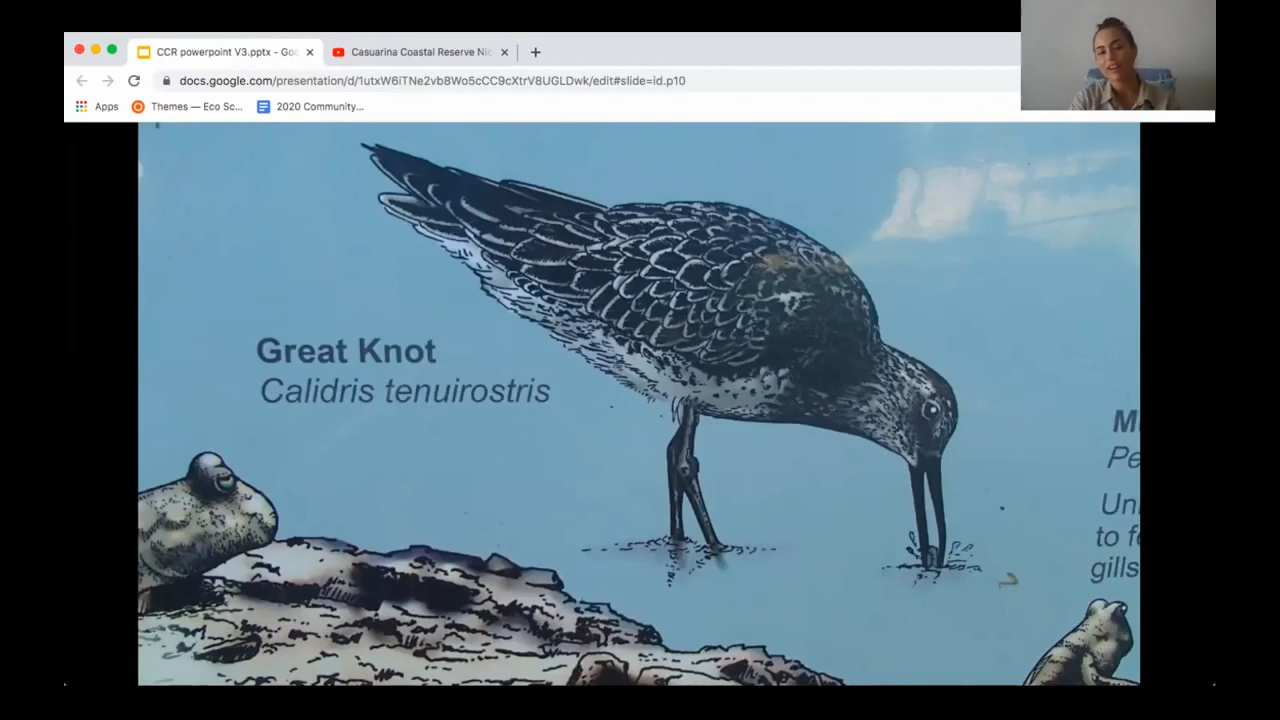 CCR powerpoint V3.pptx - Goo
Casuarina Coastal Reserve Nic
docs.google.com/presentation/d/1utxW6iTNe2vb8Wo5cCC9cXtrV8UGLDwk/edit#slide=id.p10
Apps
Themes — Eco Sc...
2020 Community...
Great Knot
Calidris tenuirostris
to
gills